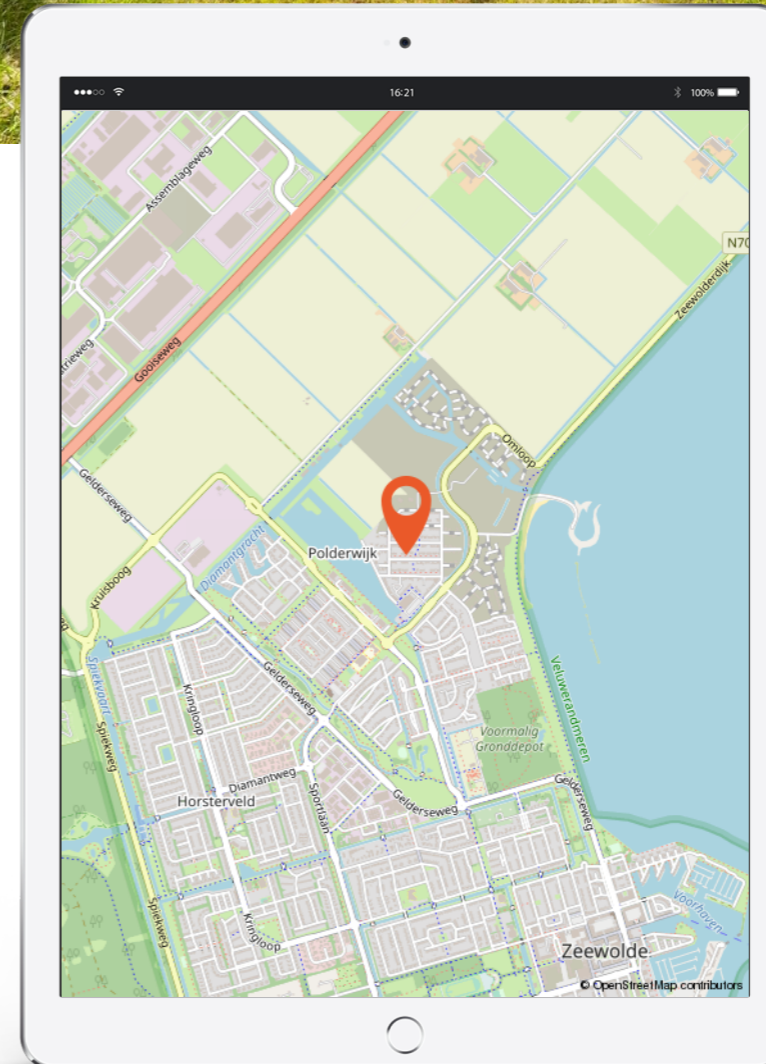 16:21
100%
Assemblageweg
N70
Zeewolderdijk
trieweg
Gooiseweg
Omloop
Gelderseweg
Polderwijk
Diamantgracht
Kruisboog
Spiekvaart
Kringloop
Gelderseweg
Veluwerandmeren
Spiekweg
Voormalig
Gronddepot
Diamantweg
Horsterveld
Sportlaan
Gelderseweg
Gelderseweg
Spiekweg
Kringloop
Voorhaven
Zeewolde
© OpenStreetMap contributors